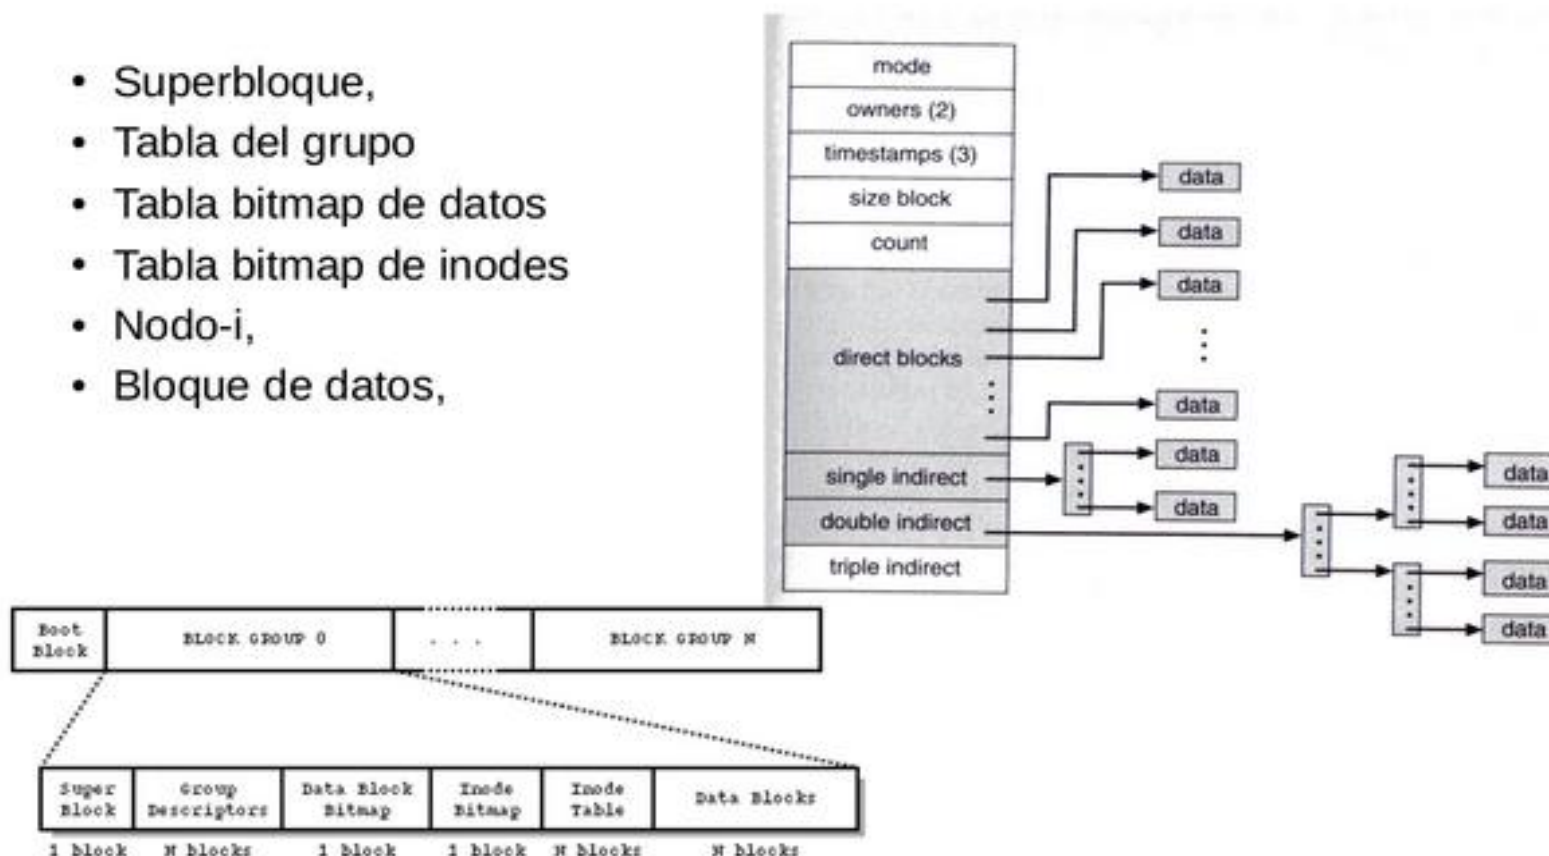 • Superbloque,
• Tabla del grupo
• Tabla bitmap de datos
• Tabla bitmap de inodes
• Nodo-i,
• Bloque de datos,
mode
owners (2)
timestamps (3)
size block
count
direct blocks
single indirect
double indirect
triple indirect
data
data
data
data
data
data
data
data
data
data
Boot
Block
BLOCK GROUP 0
. . .
BLOCK GROUP N
Super
Block
Group
Descriptors
Data Block
Bitmap
Inode
Bitmap
Inode
Table
Data Blocks
1 block
N blocks
1 block
1 block
N blocks
N blocks